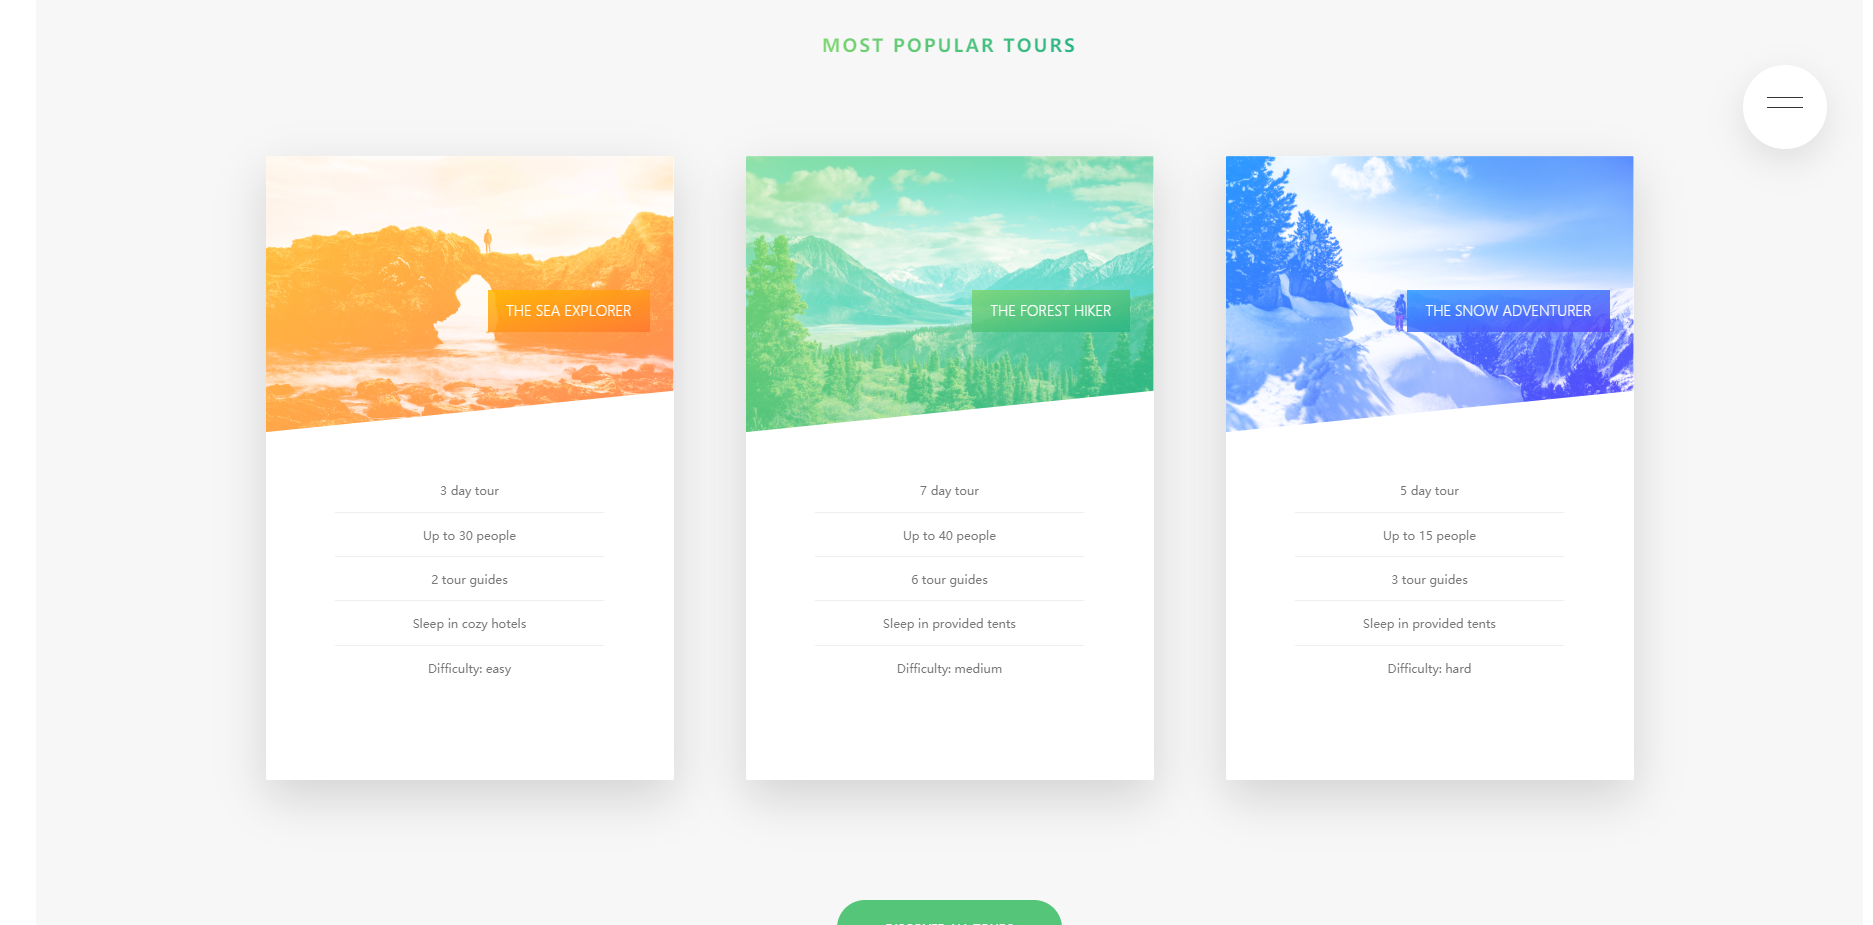 MOST POPULAR TOURS
THE SEA EXPLORER
3 day tour
Up to 30 people
2 tour guides
Sleep in cozy hotels
Difficulty: easy
THE FOREST HIKER
7 day tour
Up to 40 people
6 tour guides
Sleep in provided tents
Difficulty: medium
THE SNOW ADVENTURER
5 day tour
Up to 15 people
3 tour guides
Sleep in provided tents
Difficulty: hard